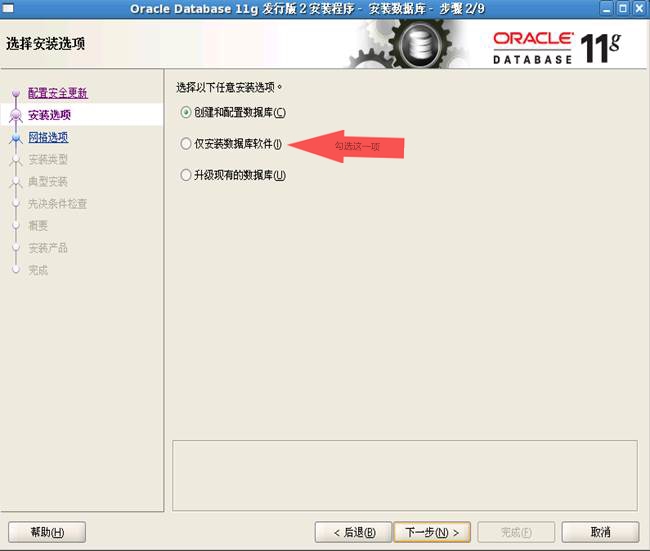 Oracle Database 11g 发行版 2 安装程序 - 安装数据库 - 步骤 2/9
选择安装选项
ORACLE
DATABASE 11g
配置安全更新
安装选项
网格选项
安装类型
典型安装
先决条件检查
概要
安装产品
完成
选择以下任意安装选项。
创建和配置数据库(C)
仅安装数据库软件(I)
勾选这一项
升级现有的数据库(U)
帮助(H)
< 后退(B)
下一步(N) >
完成(F)
取消